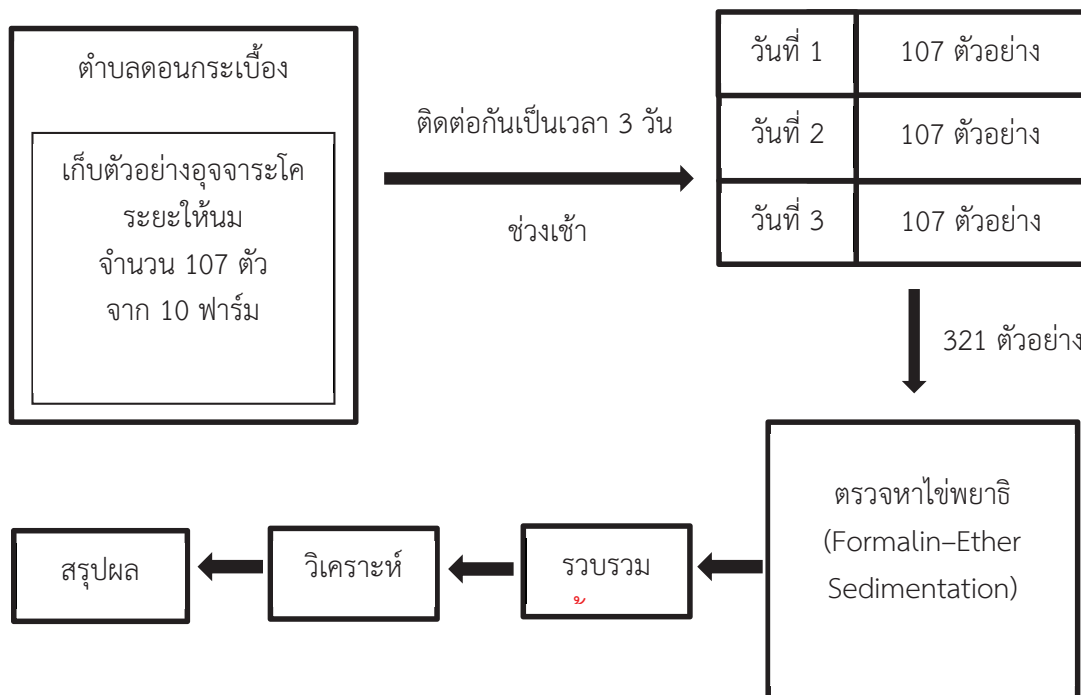 ตำบลดอนกระเบื้อง
เก็บตัวอย่างอุจจาระโค
ระยะให้นม
จำนวน 107 ตัว
จาก 10 ฟาร์ม
ติดต่อกันเป็นเวลา 3 วัน
ช่วงเช้า
วันที่ 1 107 ตัวอย่าง
วันที่ 2 107 ตัวอย่าง
วันที่ 3 107 ตัวอย่าง
321 ตัวอย่าง
ตรวจหาไข่พยาธิ
(Formalin–Ether
Sedimentation)
รวบรวม
วิเคราะห์
สรุปผล